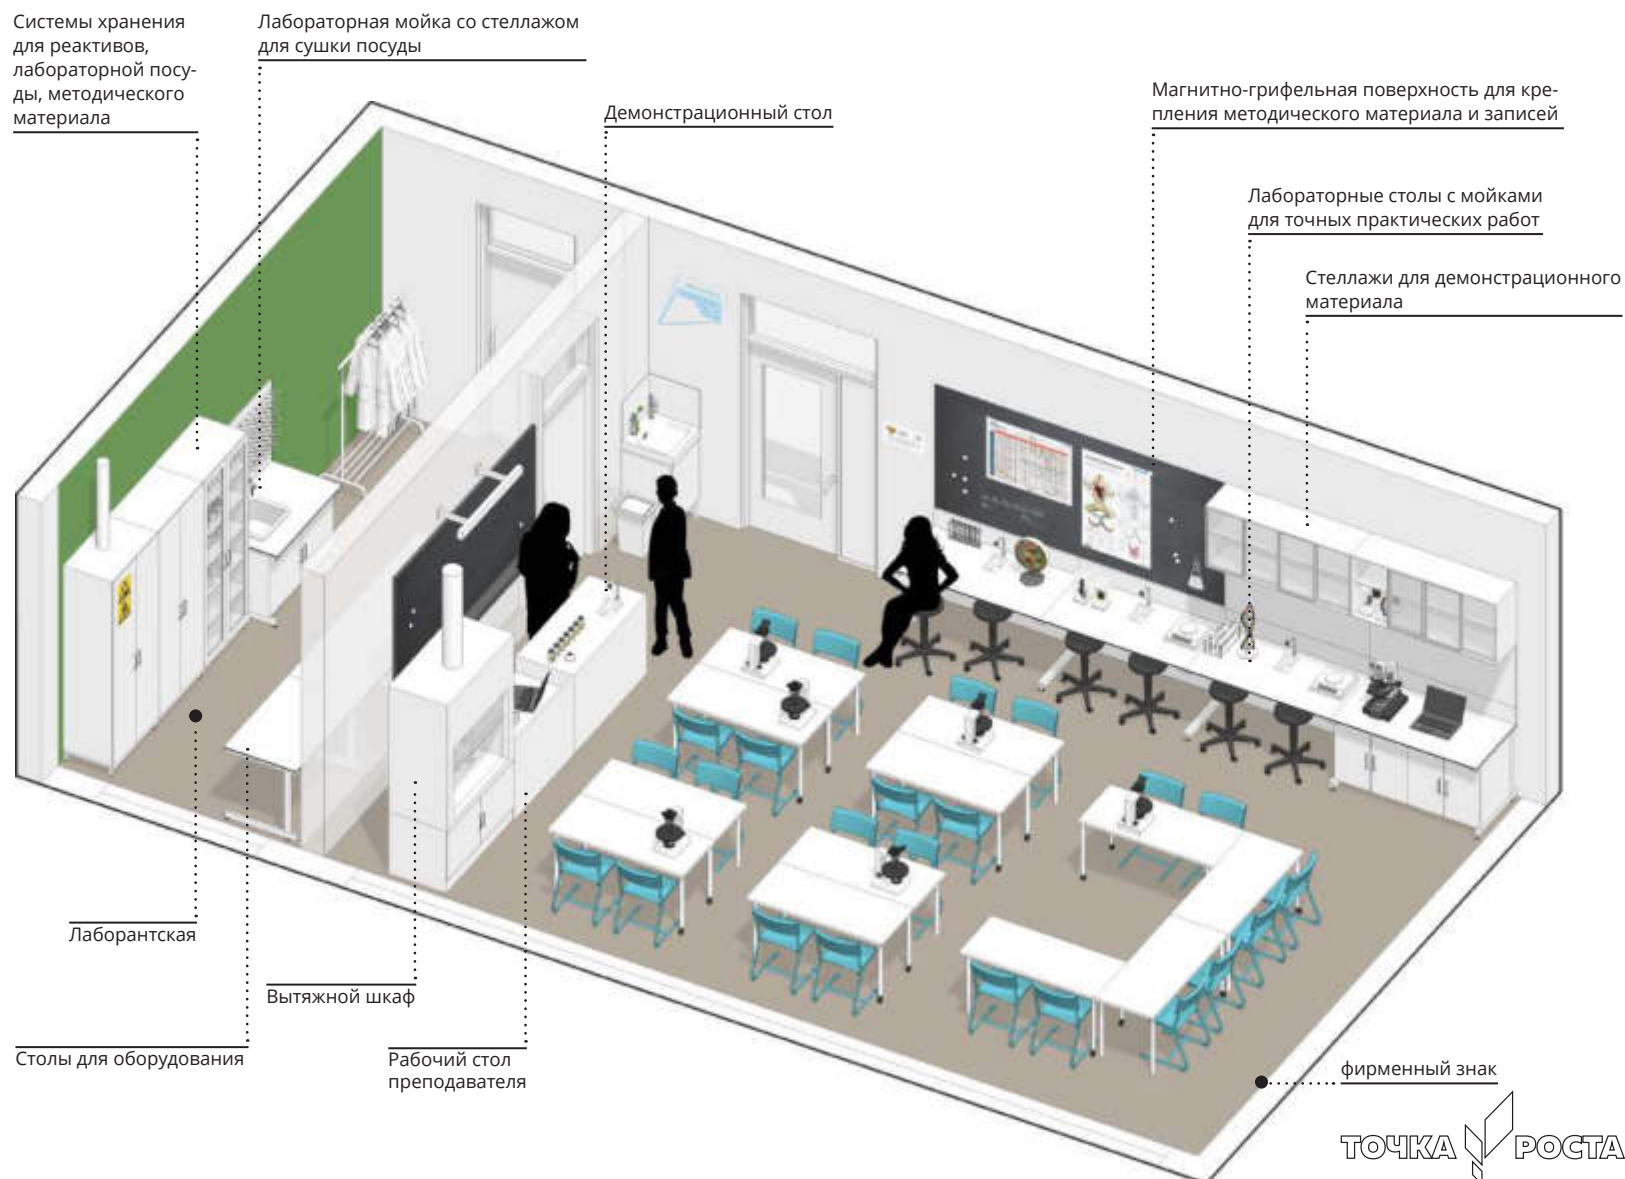 Системы хранения
для реактивов,
лабораторной посу-
ды, методического
материала
Лабораторная мойка со стеллажом
для сушки посуды
Демонстрационный стол
Магнитно-грифельная поверхность для кре-
пления методического материала и записей
Лабораторные столы с мойками
для точных практических работ
Стеллажи для демонстрационного
материала
Лаборантская
Вытяжной шкаф
Столы для оборудования
Рабочий стол
преподавателя
фирменный знак
ТОЧКА РОСТА